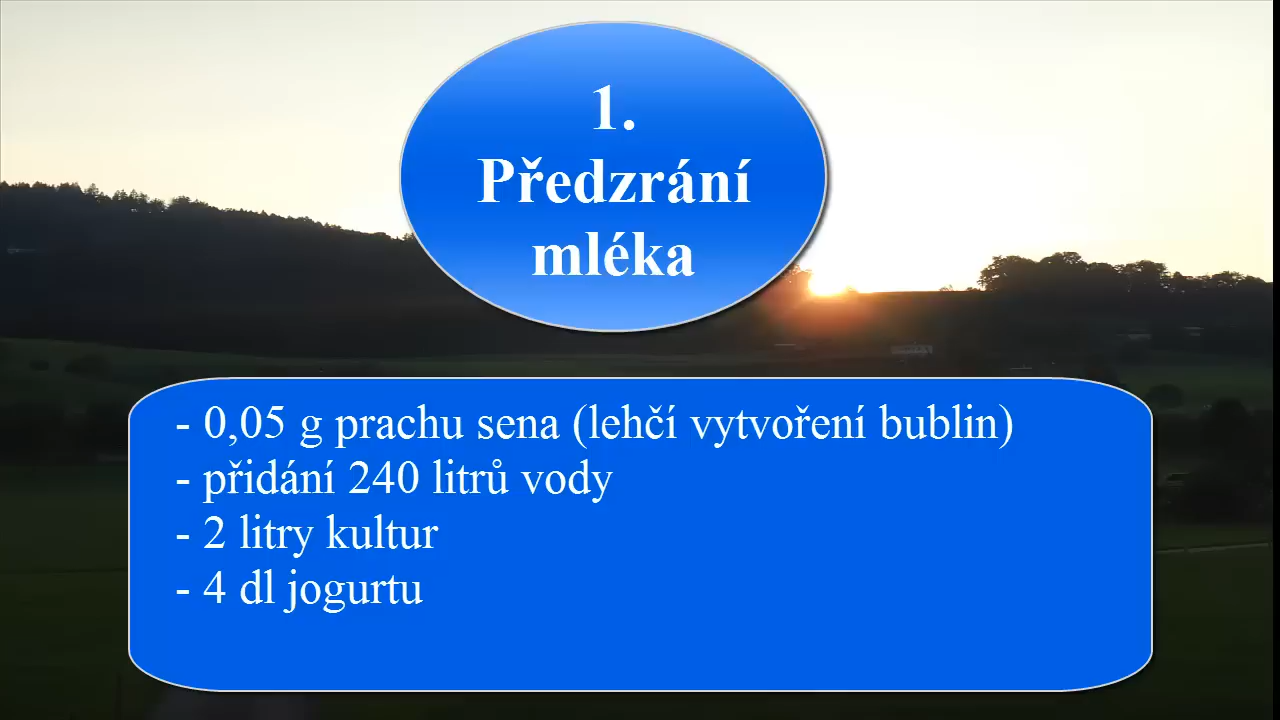 1.
Předzrání
mléka
- 0,05 g prachu sena (lehčí vytvoření bublin)
- přidání 240 litrů vody
- 2 litry kultur
- 4 dl jogurtu